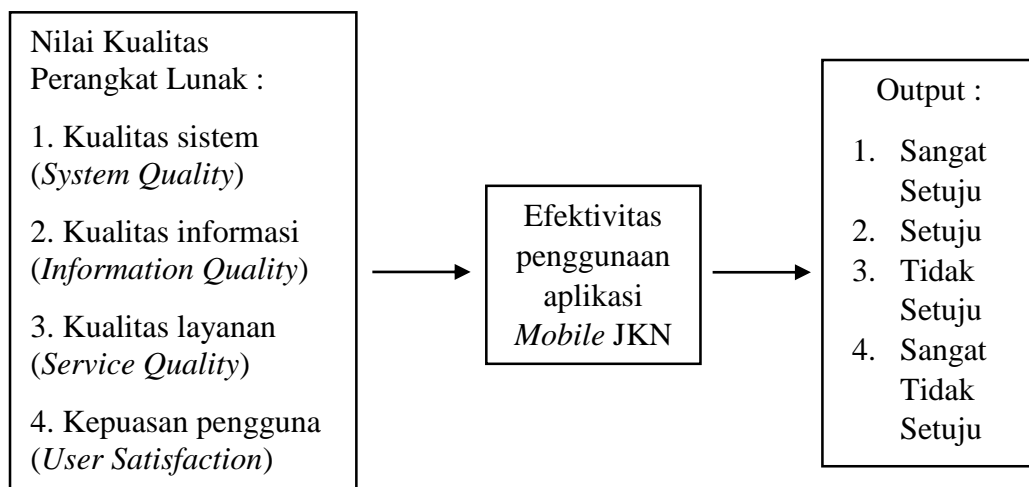 Nilai Kualitas
Perangkat Lunak :
1. Kualitas sistem
(System Quality)
2. Kualitas informasi
(Information Quality)
3. Kualitas layanan
(Service Quality)
4. Kepuasan pengguna
(User Satisfaction)
Efektivitas
penggunaan
aplikasi
Mobile JKN
Output :
1. Sangat
Setuju
2. Setuju
3. Tidak
Setuju
4. Sangat
Tidak
Setuju